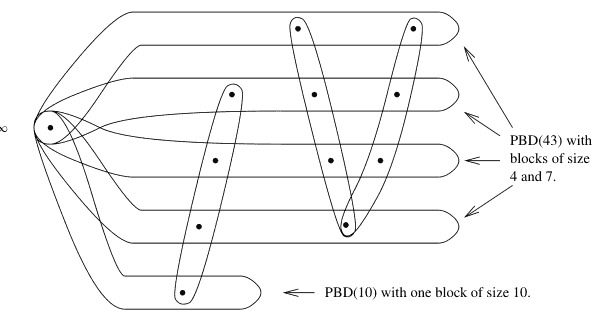 ∞
PBD(43) with
blocks of size
4 and 7.
PBD(10) with one block of size 10.